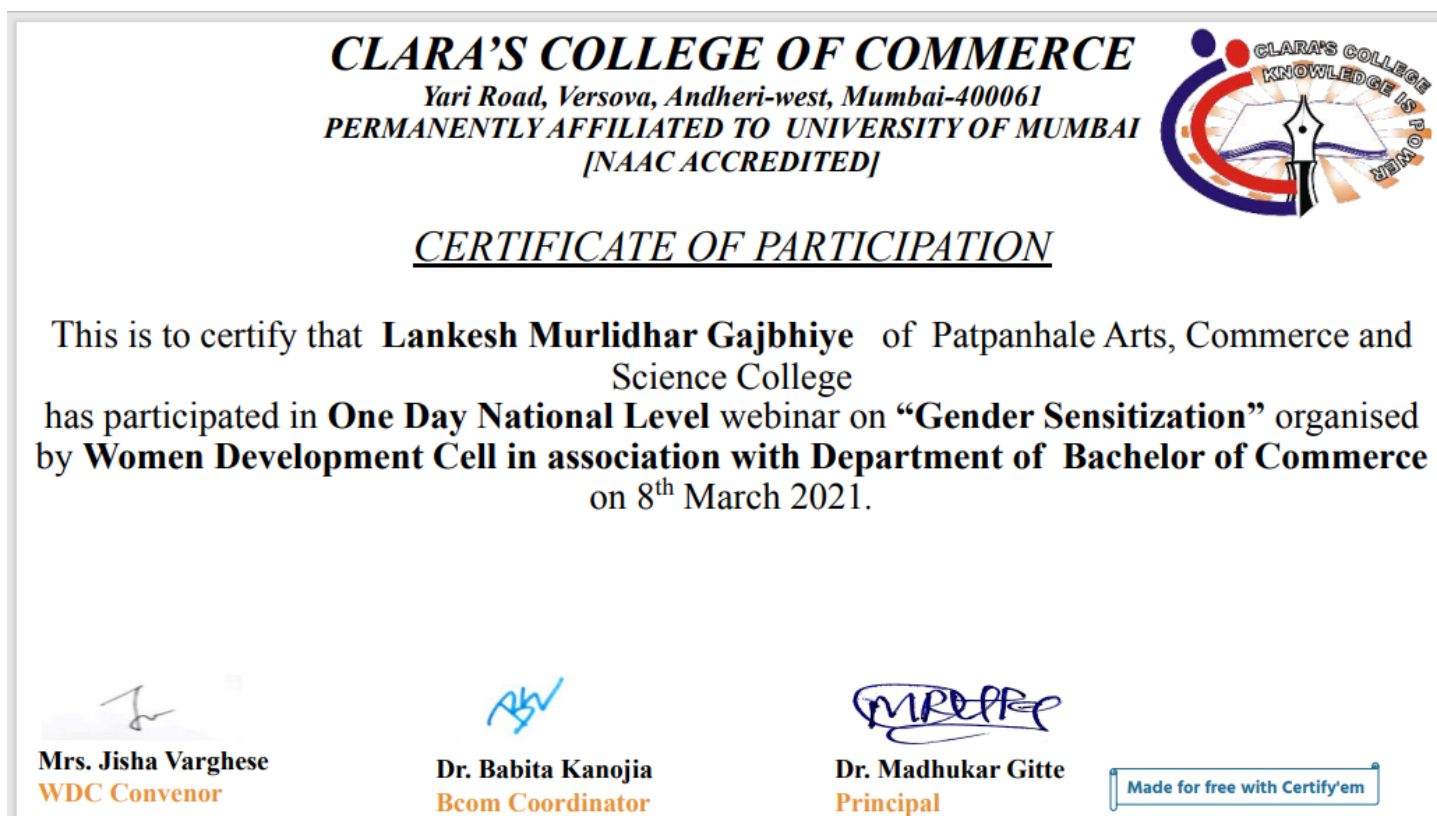 CLARA'S COLLEGE OF COMMERCE
Yari Road, Versova, Andheri-west, Mumbai-400061
PERMANENTLY AFFILIATED TO UNIVERSITY OF MUMBAI
[NAAC ACCREDITED]
CLARA'S COLLEGE
KNOWLEDGE IS POWER
CERTIFICATE OF PARTICIPATION
This is to certify that Lankesh Murlidhar Gajbhiye of Patpanhale Arts, Commerce and
Science College
has participated in One Day National Level webinar on “Gender Sensitization” organised
by Women Development Cell in association with Department of Bachelor of Commerce
on 8th March 2021.
Mrs. Jisha Varghese
WDC Convenor
Dr. Babita Kanojia
Bcom Coordinator
Dr. Madhukar Gitte
Principal
Made for free with Certify'em